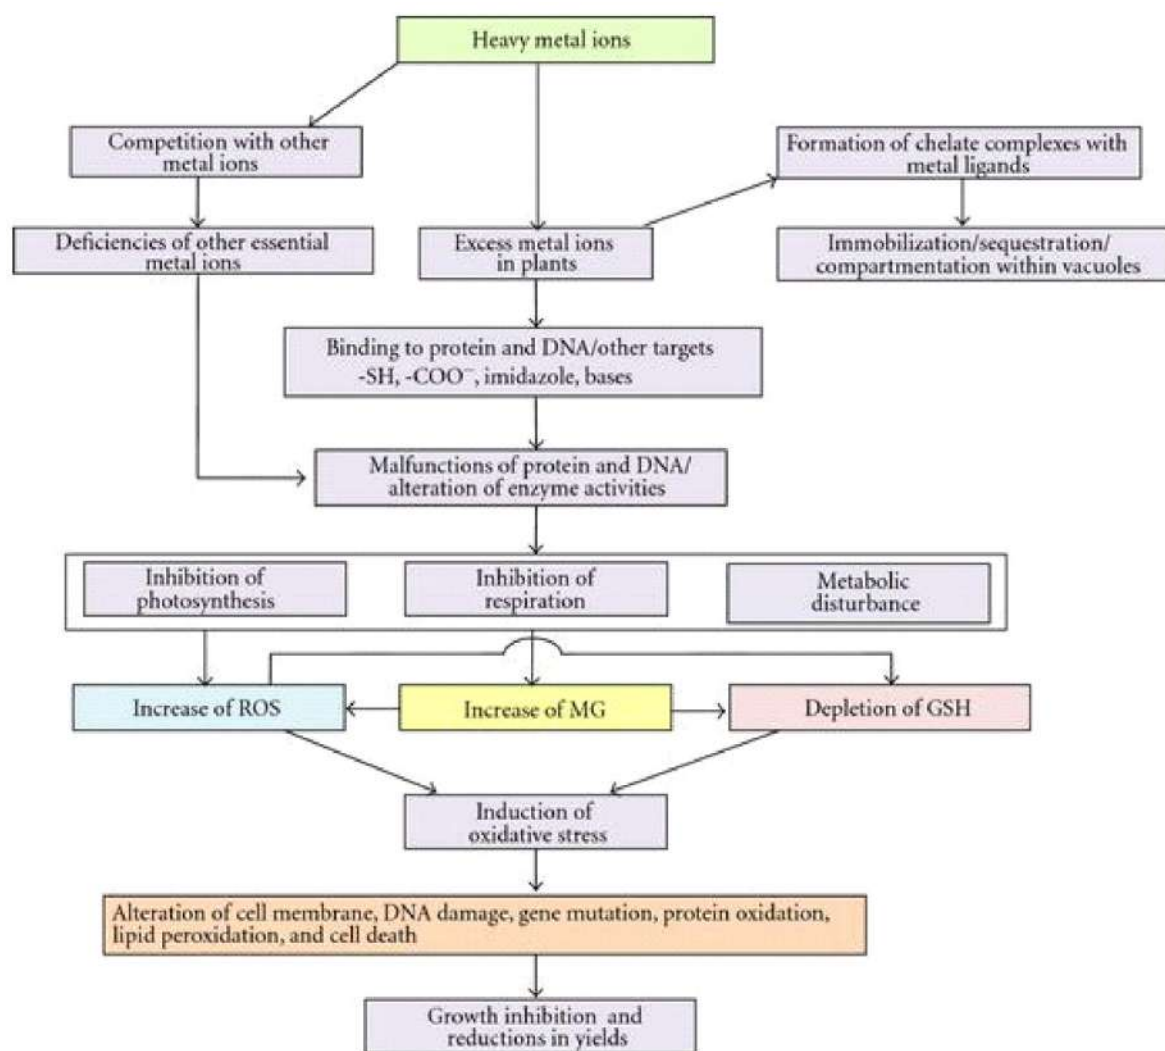 Heavy metal ions
Competition with other
metal ions
Formation of chelate complexes with
metal ligands
Deficiencies of other essential
metal ions
Excess metal ions
in plants
Immobilization/sequestration/
compartmentation within vacuoles
Binding to protein and DNA/other targets
-SH, -COO⁻, imidazole, bases
Malfunctions of protein and DNA/
alteration of enzyme activities
Inhibition of
photosynthesis
Inhibition of
respiration
Metabolic
disturbance
Increase of ROS
Increase of MG
Depletion of GSH
Induction of
oxidative stress
Alteration of cell membrane, DNA damage, gene mutation, protein oxidation,
lipid peroxidation, and cell death
Growth inhibition and
reductions in yields